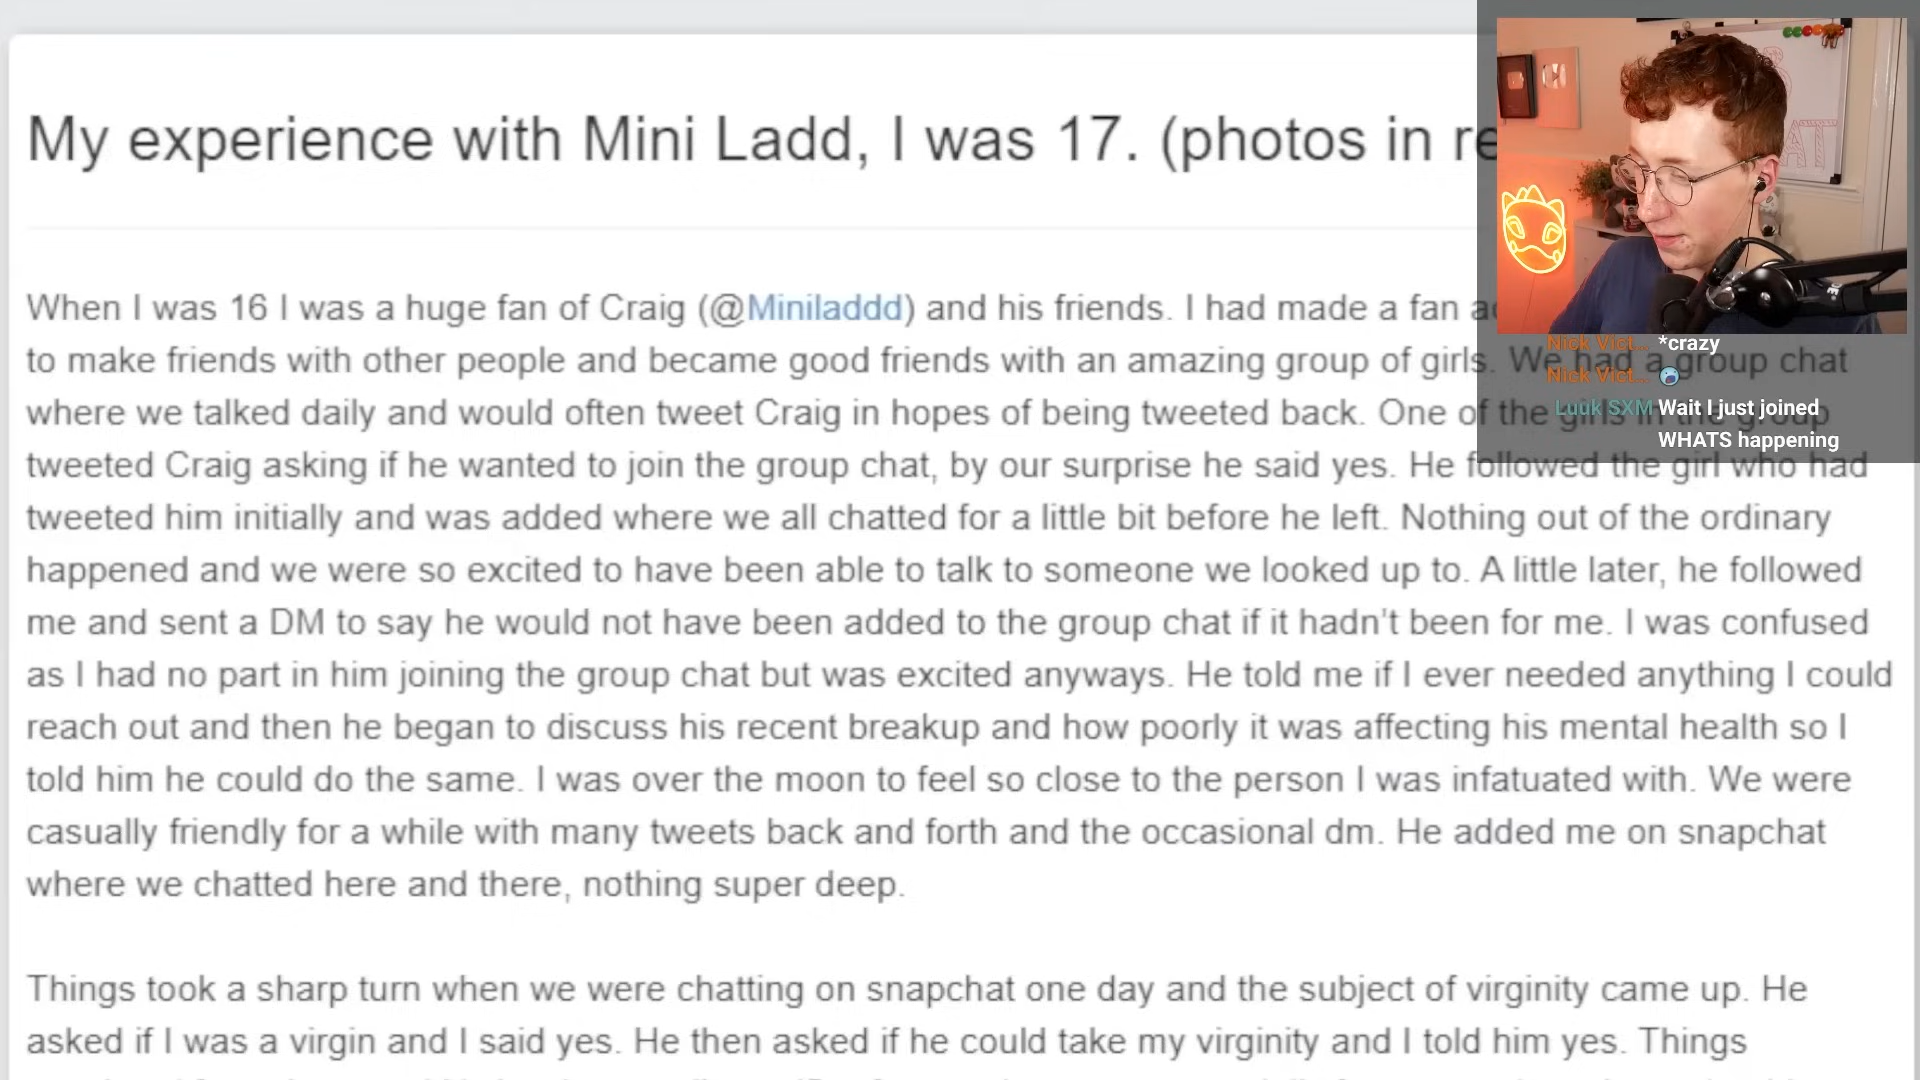 My experience with Mini Ladd, I was 17. (photos in re
When I was 16 I was a huge fan of Craig (@Miniladdd) and his friends. I had made a fan
to make friends with other people and became good friends with an amazing group of girls. We had a group chat
where we talked daily and would often tweet Craig in hopes of being tweeted back. One of the girls in the group
tweeted Craig asking if he wanted to join the group chat, by our surprise he said yes. He followed the girl who had
tweeted him initially and was added where we all chatted for a little bit before he left. Nothing out of the ordinary
happened and we were so excited to have been able to talk to someone we looked up to. A little later, he followed
me and sent a DM to say he would not have been added to the group chat if it hadn't been for me. I was confused
as I had no part in him joining the group chat but was excited anyways. He told me if I ever needed anything I could
reach out and then he began to discuss his recent breakup and how poorly it was affecting his mental health so I
told him he could do the same. I was over the moon to feel so close to the person I was infatuated with. We were
casually friendly for a while with many tweets back and forth and the occasional dm. He added me on snapchat
where we chatted here and there, nothing super deep.
Things took a sharp turn when we were chatting on snapchat one day and the subject of virginity came up. He
asked if I was a virgin and I said yes. He then asked if he could take my virginity and I told him yes. Things
Nick Vict... *crazy
Nick Vict...
Luuk SXM Wait I just joined
WHATS happening